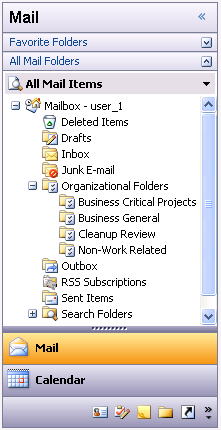 Mail
Favorite Folders
All Mail Folders
All Mail Items
Mailbox - user_1
Deleted Items
Drafts
Inbox
Junk E-mail
Organizational Folders
Business Critical Projects
Business General
Cleanup Review
Non-Work Related
Outbox
RSS Subscriptions
Sent Items
Search Folders
Mail
Calendar